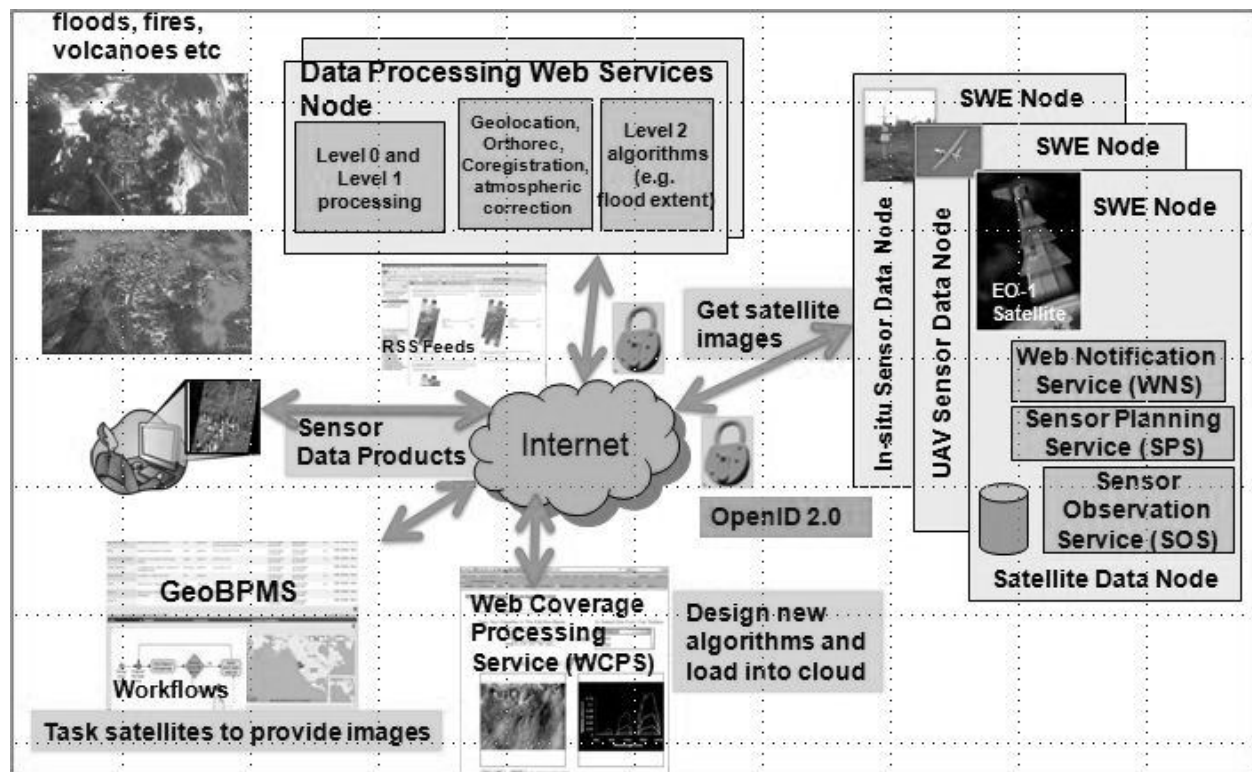 floods, fires,
volcanoes etc
Data Processing Web Services
Node
Level 0 and
Level 1
processing
Geolocation,
Orthorec,
Coregistration,
atmospheric
correction
Level 2
algorithms
(e.g.
flood extent)
SWE Node
SWE Node
SWE Node
In-situ Sensor Data Node
UAV Sensor Data Node
EO-1
Satellite
Web Notification
Service (WNS)
Sensor Planning
Service (SPS)
Sensor
Observation
Service (SOS)
Satellite Data Node
RSS Feeds
Get satellite
images
Sensor
Data Products
Internet
OpenID 2.0
GeoBPMS
Workflows
Task satellites to provide images
Web Coverage
Processing
Service (WCPS)
Design new
algorithms and
load into cloud